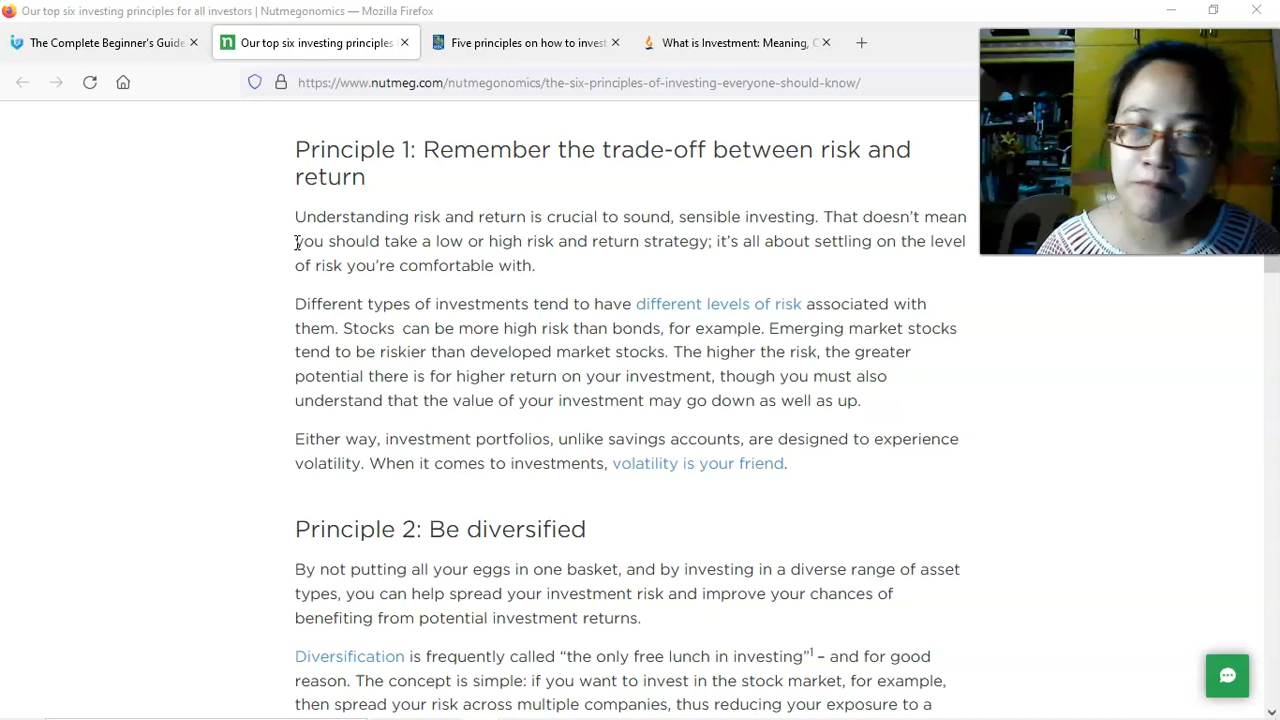 Our top six investing principles for all investors | Nutmegonomics — Mozilla Firefox
The Complete Beginner's Guide
Our top six investing principles
Five principles on how to invest
What is Investment: Meaning,
https://www.nutmeg.com/nutmegonomics/the-six-principles-of-investing-everyone-should-know/
Principle 1: Remember the trade-off between risk and
return
Understanding risk and return is crucial to sound, sensible investing. That doesn't mean
you should take a low or high risk and return strategy; it's all about settling on the level
of risk you're comfortable with.
Different types of investments tend to have different levels of risk associated with
them. Stocks can be more high risk than bonds, for example. Emerging market stocks
tend to be riskier than developed market stocks. The higher the risk, the greater
potential there is for higher return on your investment, though you must also
understand that the value of your investment may go down as well as up.
Either way, investment portfolios, unlike savings accounts, are designed to experience
volatility. When it comes to investments, volatility is your friend.
Principle 2: Be diversified
By not putting all your eggs in one basket, and by investing in a diverse range of asset
types, you can help spread your investment risk and improve your chances of
benefiting from potential investment returns.
Diversification is frequently called “the only free lunch in investing”1 – and for good
reason. The concept is simple: if you want to invest in the stock market, for example,
then spread your risk across multiple companies, thus reducing your exposure to a